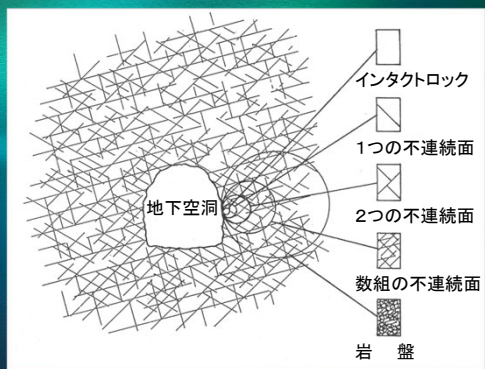 インタクトロック
1つの不連続面
地下空洞
2つの不連続面
数組の不連続面
岩　盤